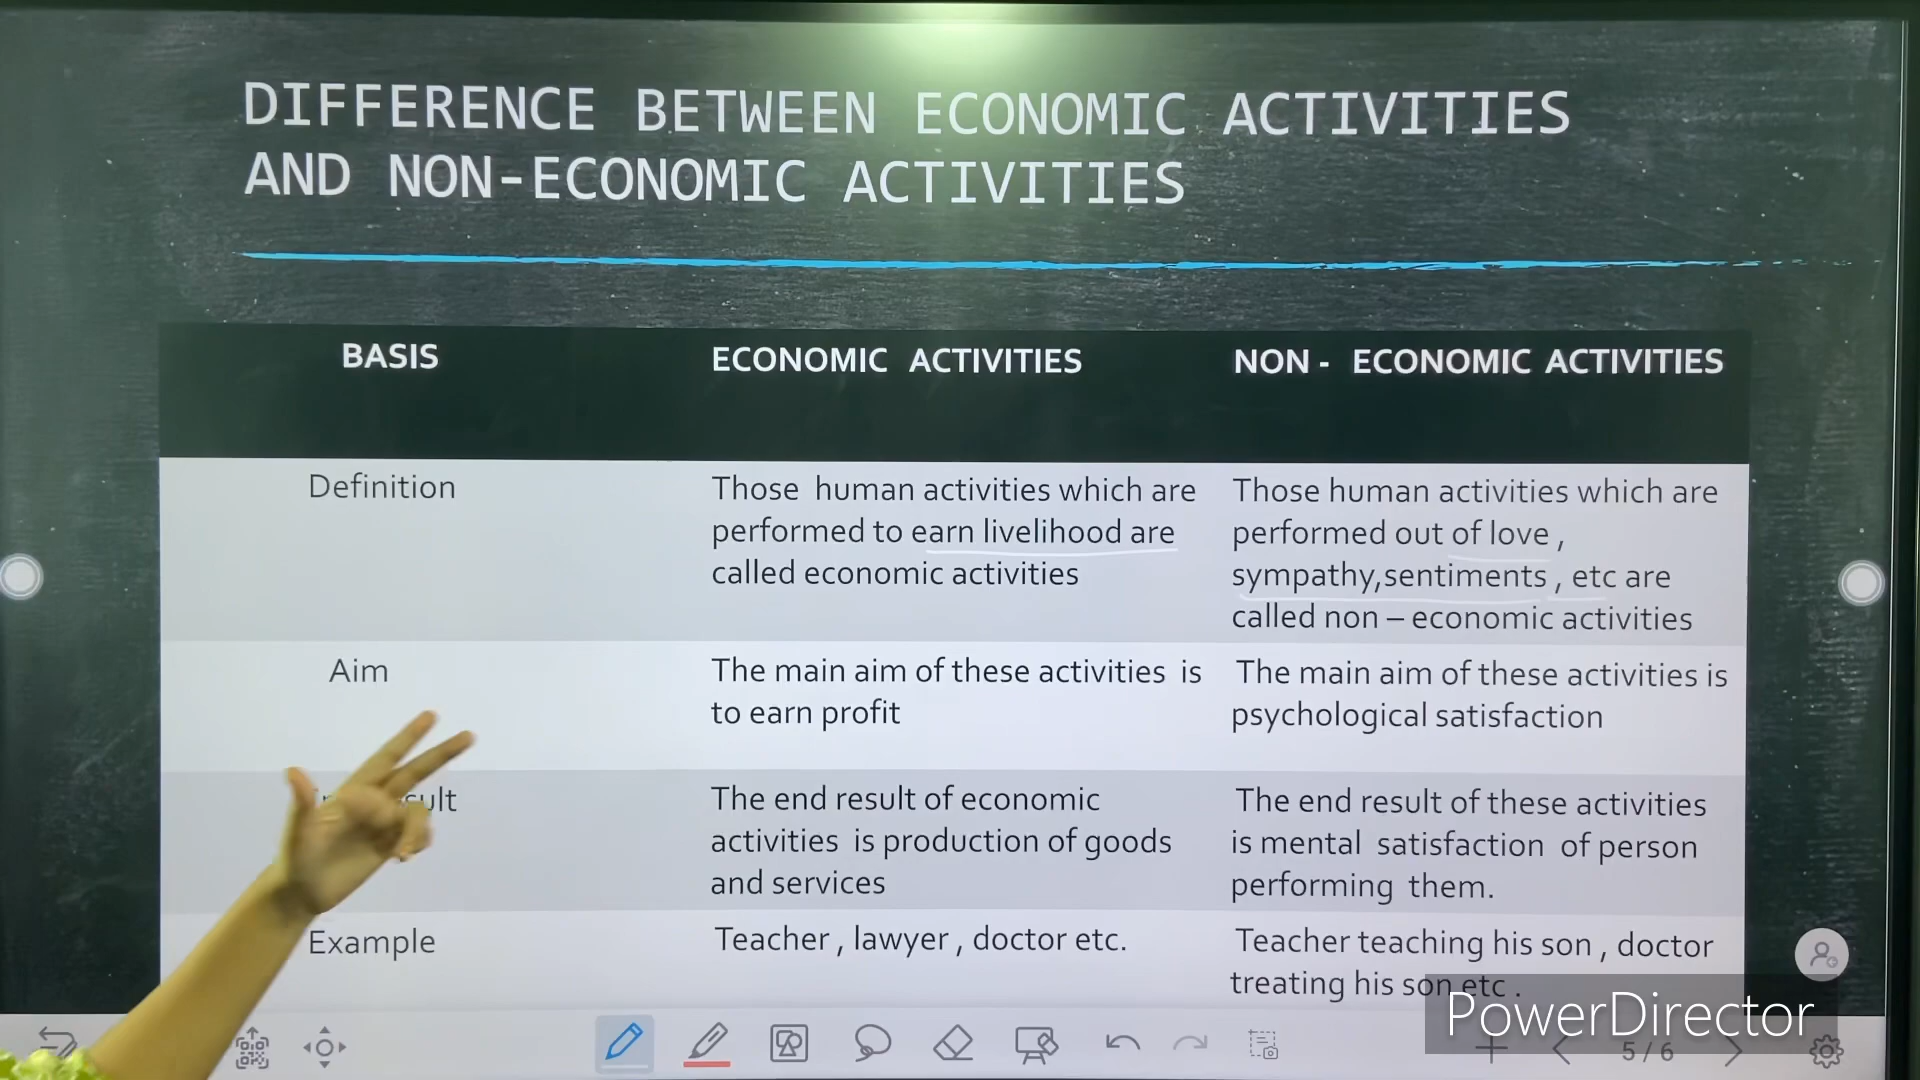 DIFFERENCE BETWEEN ECONOMIC ACTIVITIES
AND NON-ECONOMIC ACTIVITIES
BASIS ECONOMIC ACTIVITIES NON - ECONOMIC ACTIVITIES
Definition
Those human activities which are
performed to earn livelihood are
called economic activities
Those human activities which are
performed out of love ,
sympathy,sentiments , etc are
called non – economic activities
Aim
The main aim of these activities is
to earn profit
The main aim of these activities is
psychological satisfaction
The end result of economic
activities is production of goods
and services
The end result of these activities
is mental satisfaction of person
performing them.
Example
Teacher , lawyer , doctor etc.
Teacher teaching his son , doctor
treating his son etc .
PowerDirector
5 / 6